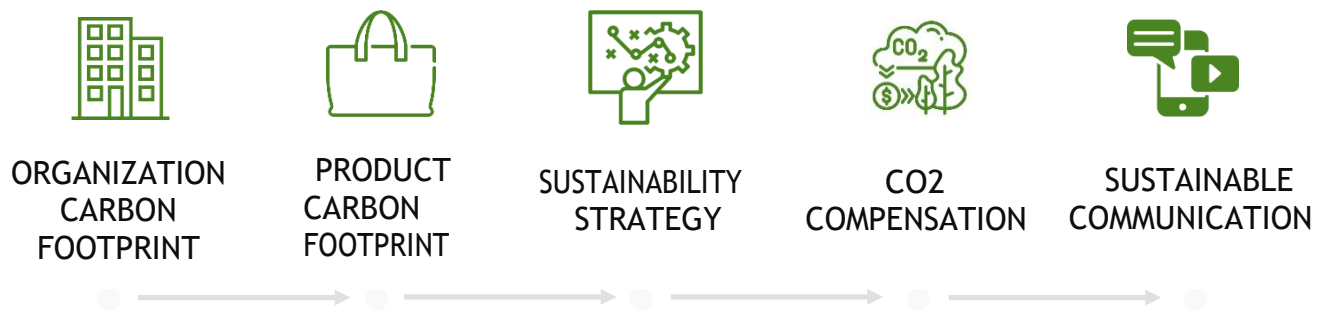 CO2
$
ORGANIZATION
CARBON
FOOTPRINT
PRODUCT
CARBON
FOOTPRINT
SUSTAINABILITY
STRATEGY
CO2
COMPENSATION
SUSTAINABLE
COMMUNICATION